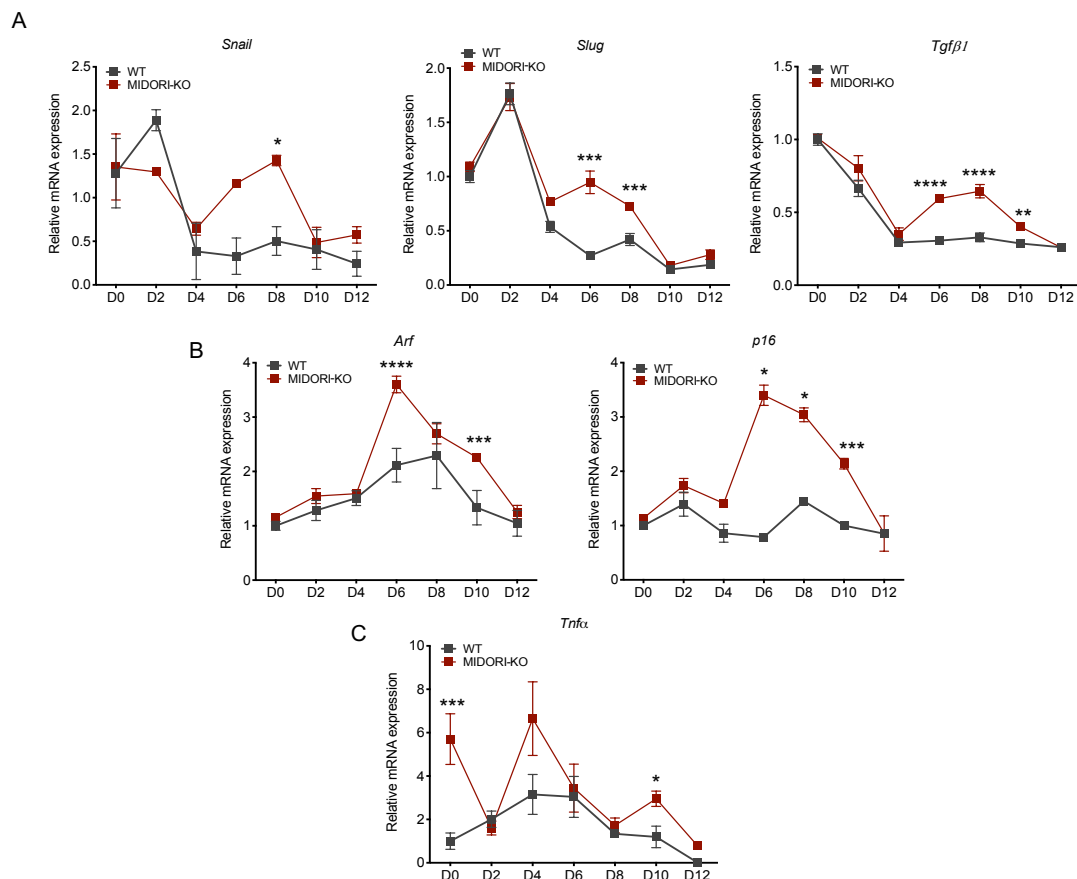 A
Snail
WT
MIDORI-KO
Relative mRNA expression
2.5
2.0
1.5
1.0
0.5
0.0
*
D0 D2 D4 D6 D8 D10 D12
Slug
WT
MIDORI-KO
Relative mRNA expression
2.0
1.5
1.0
0.5
0.0
***
***
D0 D2 D4 D6 D8 D10 D12
Tgfβ1
WT
MIDORI-KO
Relative mRNA expression
1.5
1.0
0.5
0.0
****
****
**
D0 D2 D4 D6 D8 D10 D12
B
Arf
WT
MIDORI-KO
Relative mRNA expression
4
3
2
1
0
****
***
D0 D2 D4 D6 D8 D10 D12
p16
WT
MIDORI-KO
Relative mRNA expression
4
3
2
1
0
*
*
***
D0 D2 D4 D6 D8 D10 D12
C
Tnfα
WT
MIDORI-KO
Relative mRNA expression
10
8
6
4
2
0
***
*
D0 D2 D4 D6 D8 D10 D12